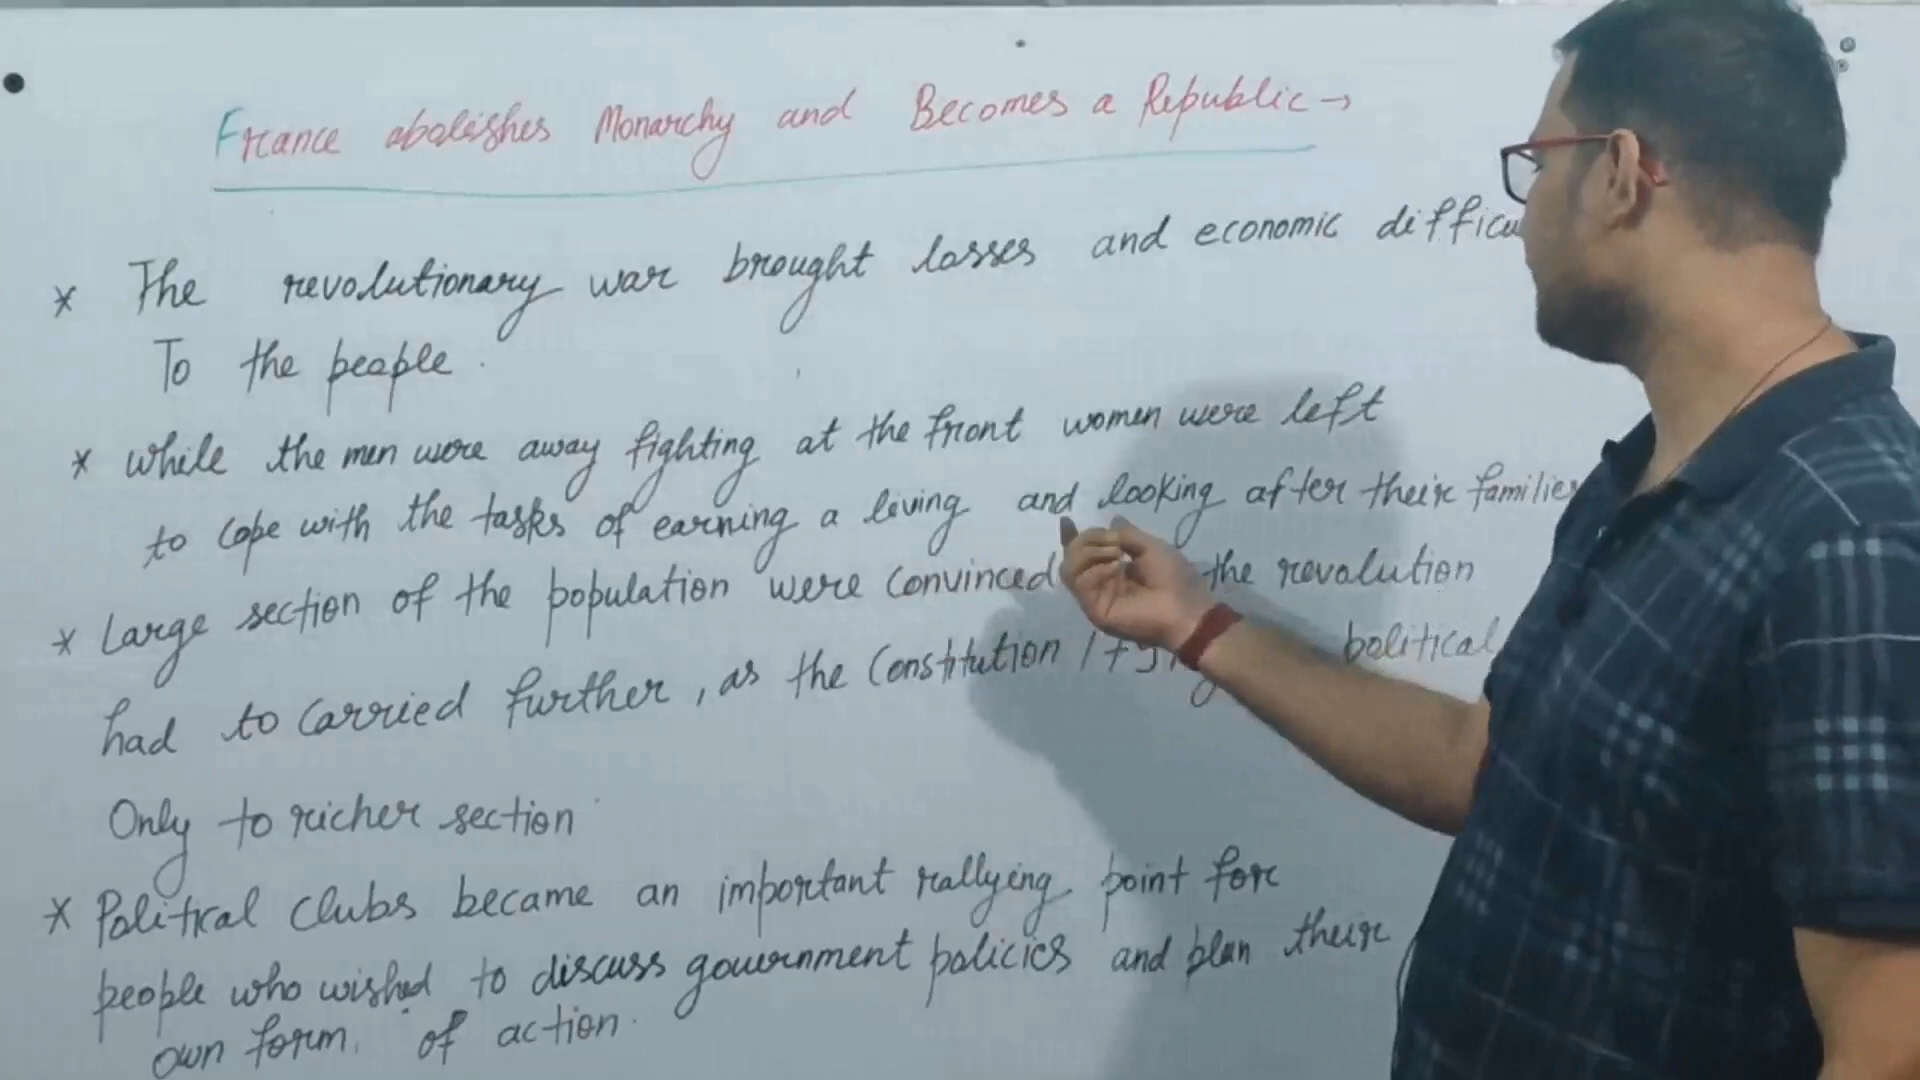 France abolishes Monarchy and Becomes a Republic →
* The revolutionary war brought losses and economic
To the people.
* while the men were away fighting at the front women were left
to cope with the tasks of earning a living and looking after their families
* Large section of the population were convinced the revolution
had to carried further, as the Constitution 1791 political
Only to richer section
* Political clubs became an important rallying point for
people who wished to discuss government policies and plan their
own form of action.